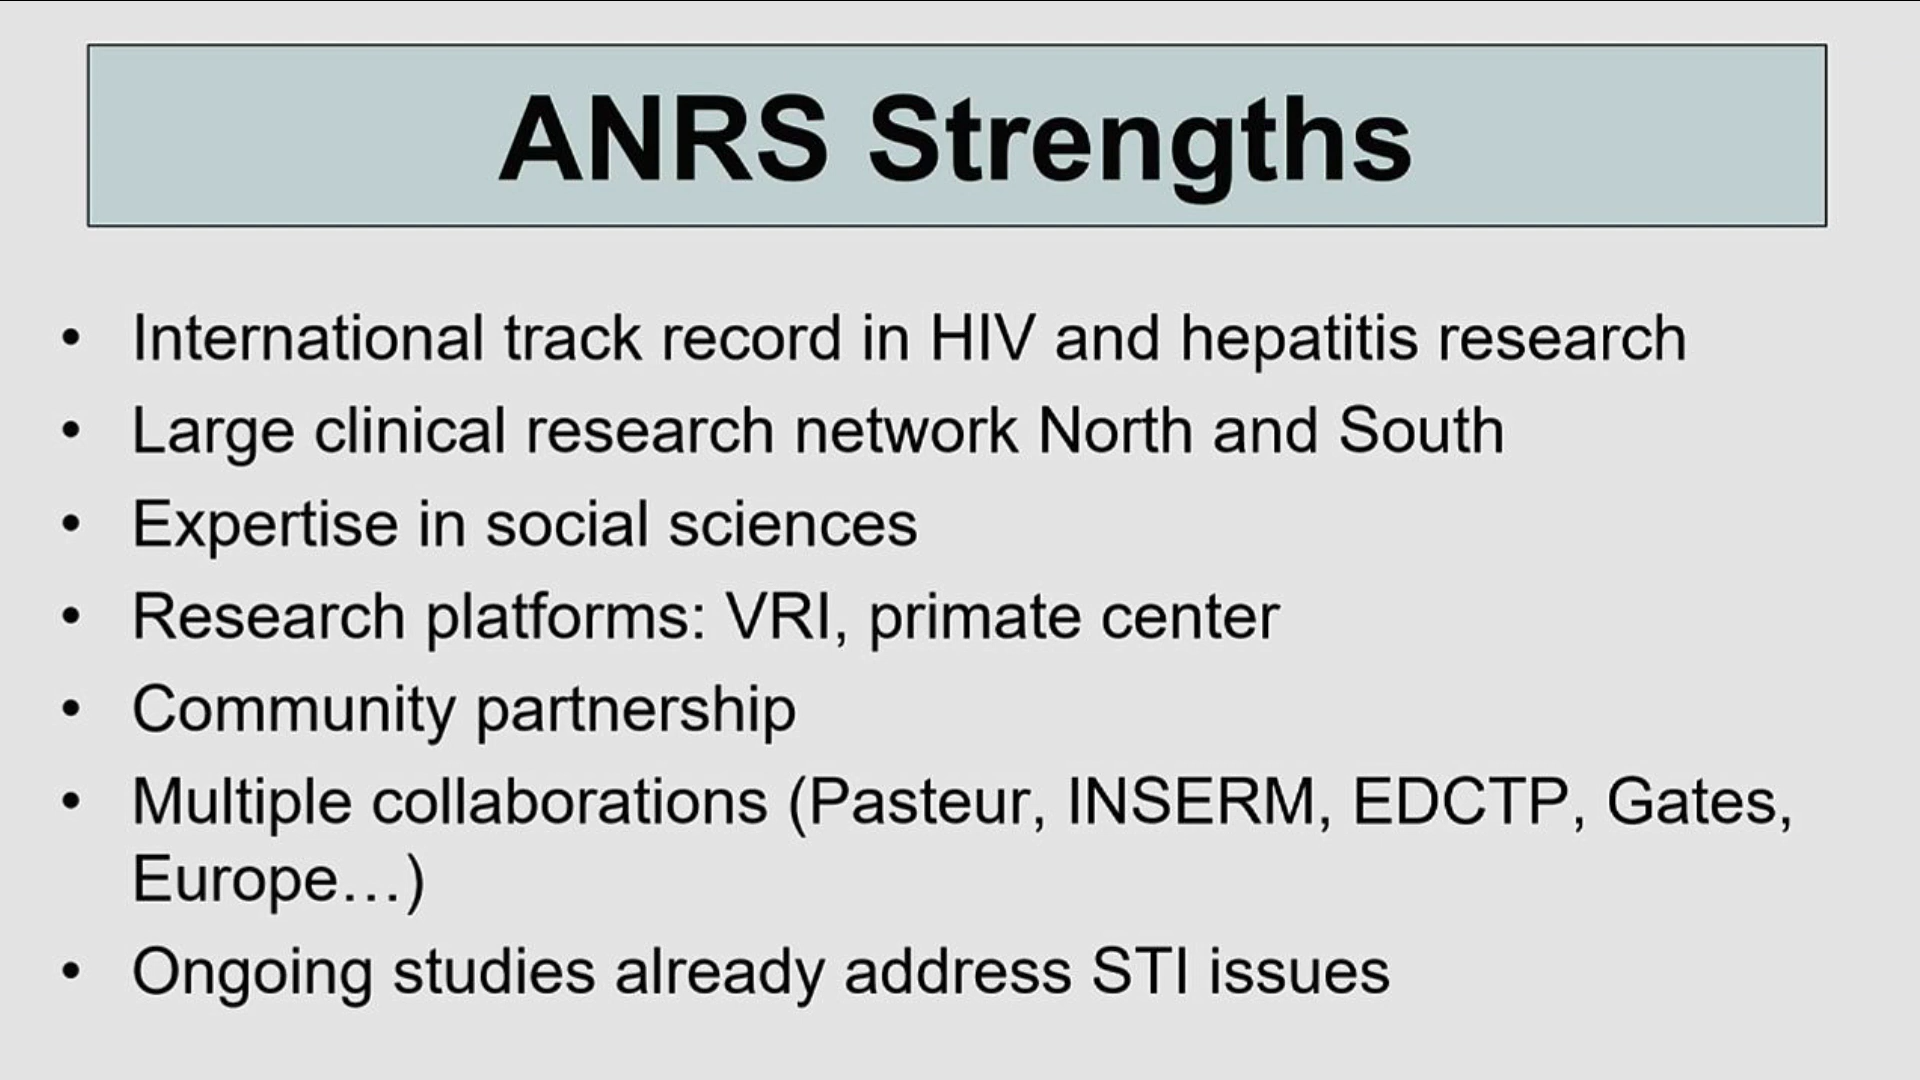 ANRS Strengths
• International track record in HIV and hepatitis research
• Large clinical research network North and South
• Expertise in social sciences
• Research platforms: VRI, primate center
• Community partnership
• Multiple collaborations (Pasteur, INSERM, EDCTP, Gates,
Europe…)
• Ongoing studies already address STI issues